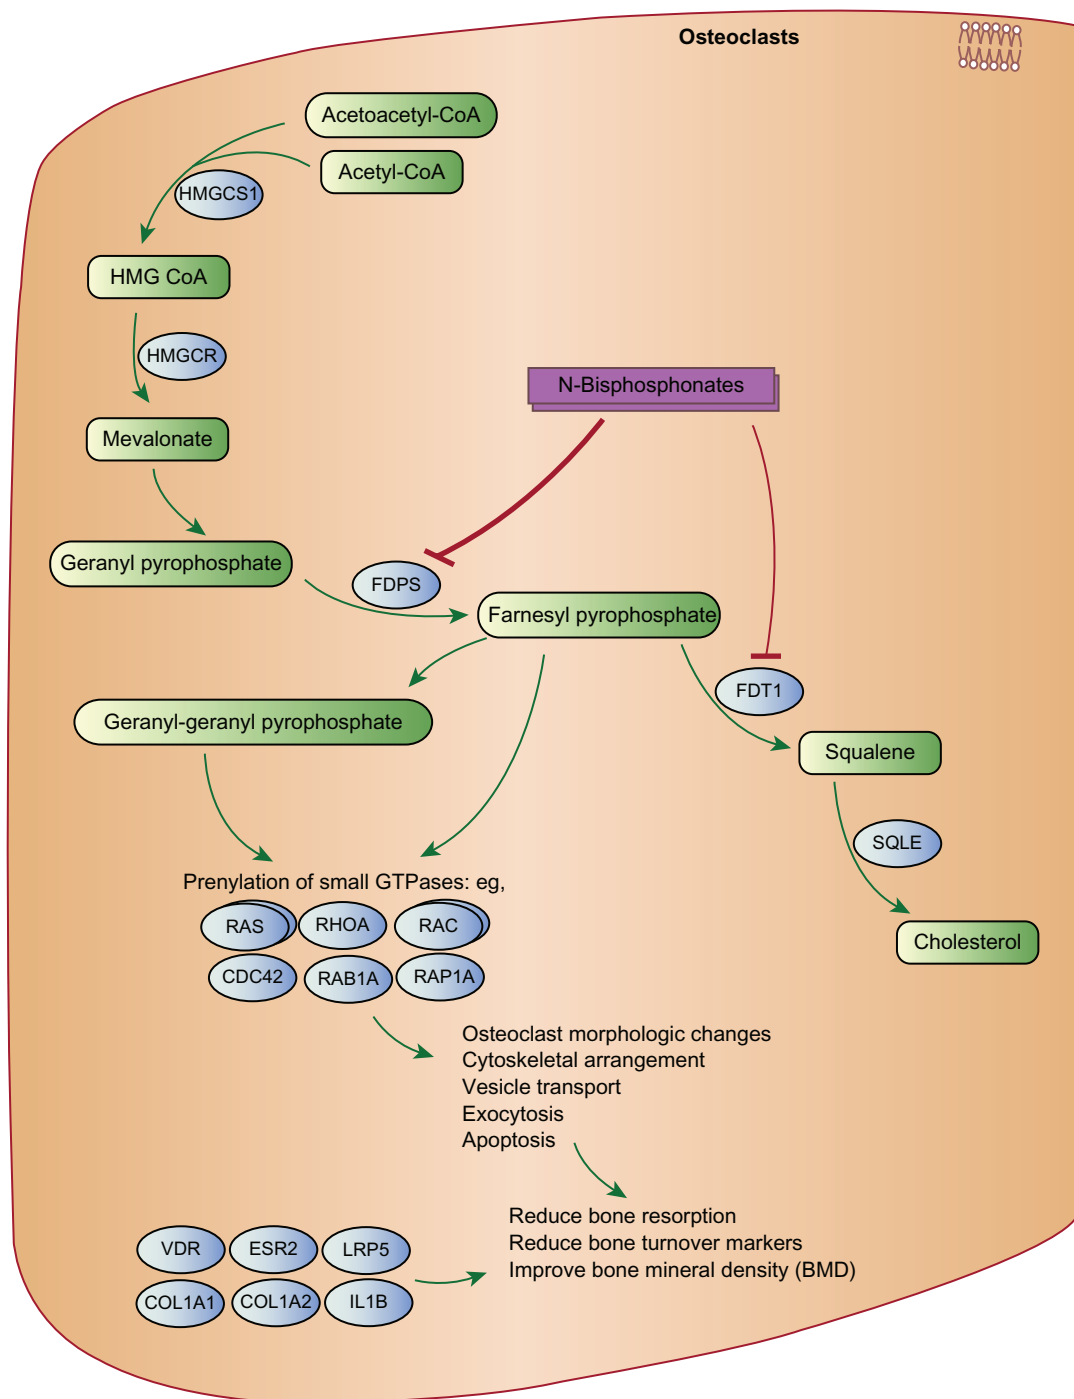 Osteoclasts
Acetoacetyl-CoA
Acetyl-CoA
HMGCS1
HMG CoA
HMGCR
N-Bisphosphonates
Mevalonate
Geranyl pyrophosphate
FDPS
Farnesyl pyrophosphate
FDT1
Geranyl-geranyl pyrophosphate
Squalene
SQLE
Prenylation of small GTPases: eg,
RAS RHOA RAC
Cholesterol
CDC42 RAB1A RAP1A
Osteoclast morphologic changes
Cytoskeletal arrangement
Vesicle transport
Exocytosis
Apoptosis
Reduce bone resorption
Reduce bone turnover markers
Improve bone mineral density (BMD)
VDR ESR2 LRP5
COL1A1 COL1A2 IL1B